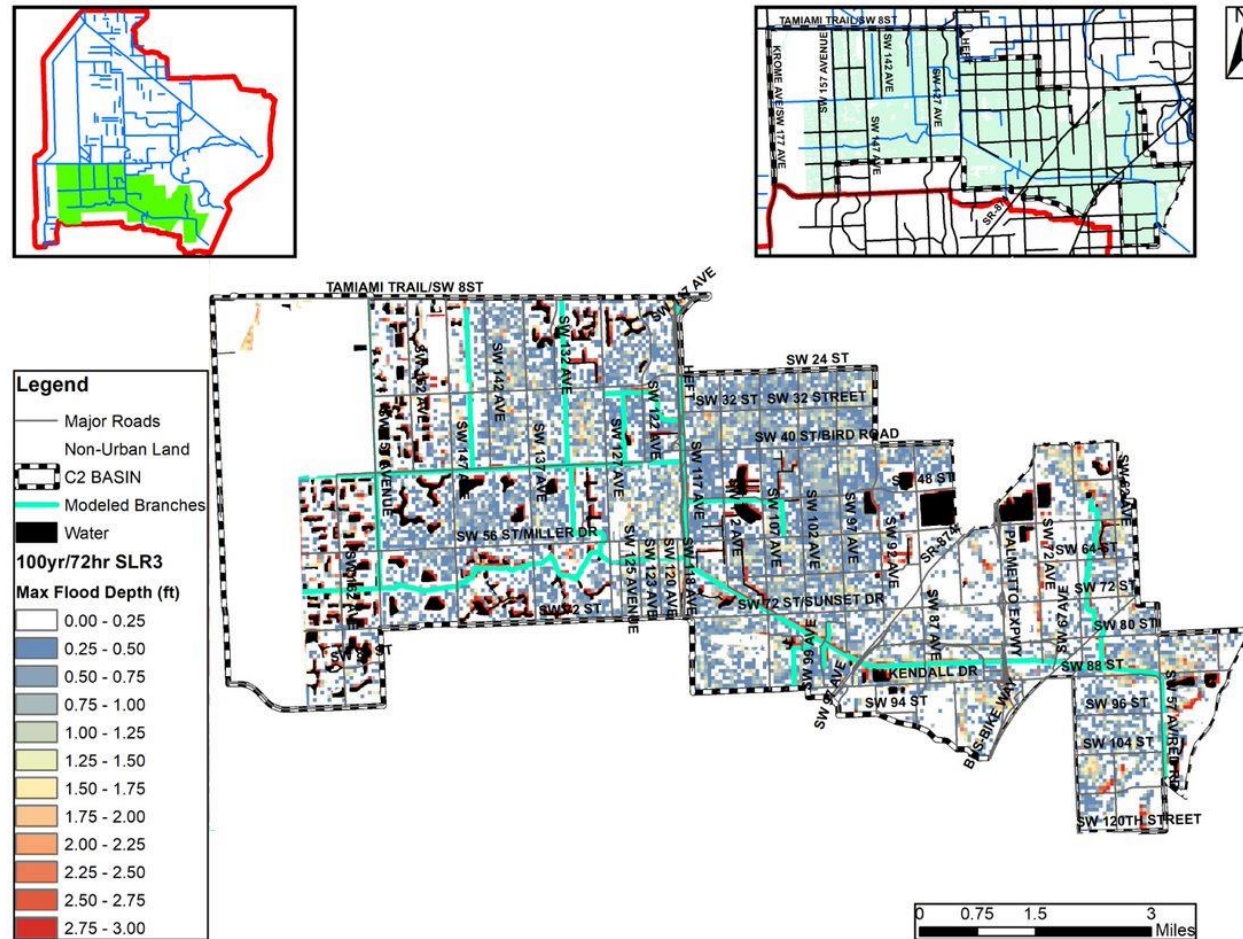 TAMIAMI TRAIL/SW 8ST
HEFT
KROME AVE/SW 177 AVE
SW 157 AVENUE
SW 142 AVE
SW 127 AVE
SW 147 AVE
SR-874
N
TAMIAMI TRAIL/SW 8ST
SW 132 AVE
SW 142 AVE
SW 137 AVE
SW 147 AVE
SW 127 AVE
SW 122 AVE
HEFT
SW 24 ST
SW 32 ST
SW 32 STREET
SW 40 ST/BIRD ROAD
SW 117 AVE
SW 107 AVE
SW 102 AVE
SW 97 AVE
SW 92 AVE
48 ST
SR-874
SW 56 ST/MILLER DR
SW 125 AVENUE
SW 123 AVE
SW 120 AVE
SW 118 AVE
SW 72 ST
SW 72 ST/SUNSET DR
SW 87 AVE
PALMETTO EXPWY
SW 72 AVE
SW 67 AVE
SW 64 ST
SW 72 ST
SW 80 ST
SW 88 ST
KENDALL DR
SW 94 ST
SW 96 ST
SW 104 ST
SW 57 AV/RED RD
SW 120TH STREET
Legend
Major Roads
Non-Urban Land
C2 BASIN
Modeled Branches
Water
100yr/72hr SLR3
Max Flood Depth (ft)
0.00 - 0.25
0.25 - 0.50
0.50 - 0.75
0.75 - 1.00
1.00 - 1.25
1.25 - 1.50
1.50 - 1.75
1.75 - 2.00
2.00 - 2.25
2.25 - 2.50
2.50 - 2.75
2.75 - 3.00
0 0.75 1.5 3
Miles